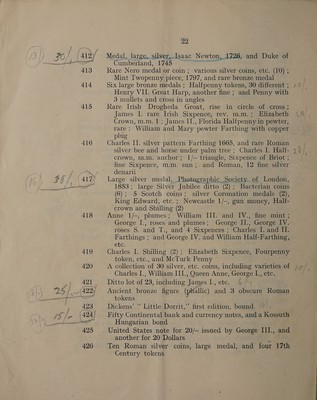 22
30/- 412 Medal, large, silver, Isaac Newton, 1726, and Duke of
Cumberland, 1745
413 Rare Nero medal or coin ; various silver coins, etc. (10) ;
Mint Twopenny piece, 1797, and rare bronze medal
414 Six large bronze medals ; Halfpenny tokens, 30 different ;
Henry VII. Groat Harp, another fine ; and Penny with
3 mullets and cross in angles
415 Rare Irish Drogheda Groat, rise in circle of cross ;
James I. rare Irish Sixpence, rev. m.m. ; Elizabeth
Crown, m.m. 1 ; James II., Florida Halfpenny in pewter,
rare ; William and Mary pewter Farthing with copper
plug
416 Charles II. silver pattern Farthing 1665, and rare Roman
silver bee and horse under palm tree ; Charles I. Half-
crown, m.m. anchor ; 1/- triangle, Sixpence of Briot ;
fine Sixpence, m.m. sun ; and Roman, 12 fine silver
denarii
417 Large silver medal, Photographic Society of London,
1883 ; large Silver Jubilee ditto (2) ; Bacterian coins
(6) ; 5 Scotch coins ; silver Coronation medals (2),
King Edward, etc. ; Newcastle 1/-, gun money, Half-
crown and Shilling (2)
418 Anne 1/-, plumes ; William III. and IV., fine mint ;
George I., roses and plumes ; George II., George IV.
roses S. and T., and 4 Sixpences ; Charles I. and II.
Farthings ; and George IV. and William Half-Farthing,
etc.
419 Charles I. Shilling (2) ; Elizabeth Sixpence, Fourpenny
token, etc., and McTurk Penny
420 A collection of 30 silver, etc. coins, including varieties of
Charles I., William III., Queen Anne, George I., etc.
421 Ditto lot of 23, including James I., etc.
25/- 422 Ancient bronze figure (phallic) and 3 obscure Roman
tokens
423 Dickens' " Little Dorrit," first edition, bound
15/- 424 Fifty Continental bank and currency notes, and a Kossuth
Hungarian bond
425 United States note for 20/- issued by George III., and
another for 20 Dollars
426 Ten Roman silver coins, large medal, and four 17th
Century tokens